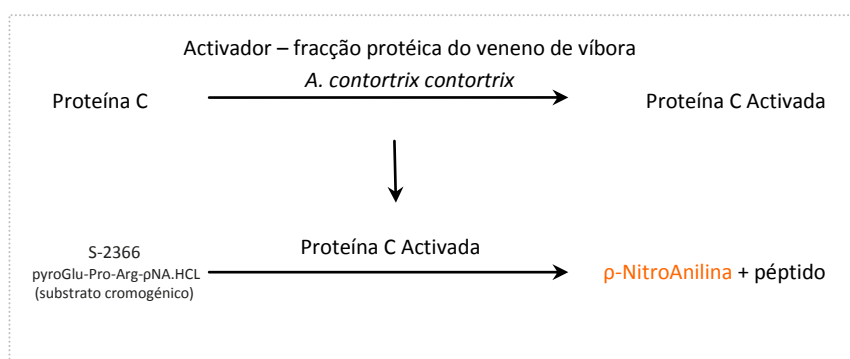 Activador – fracção protéica do veneno de víbora
A. contortrix contortrix
Proteína C
Proteína C Activada
S-2366
pyroGlu-Pro-Arg-ρNA.HCL
(substrato cromogénico)
Proteína C Activada
ρ-NitroAnilina + péptido